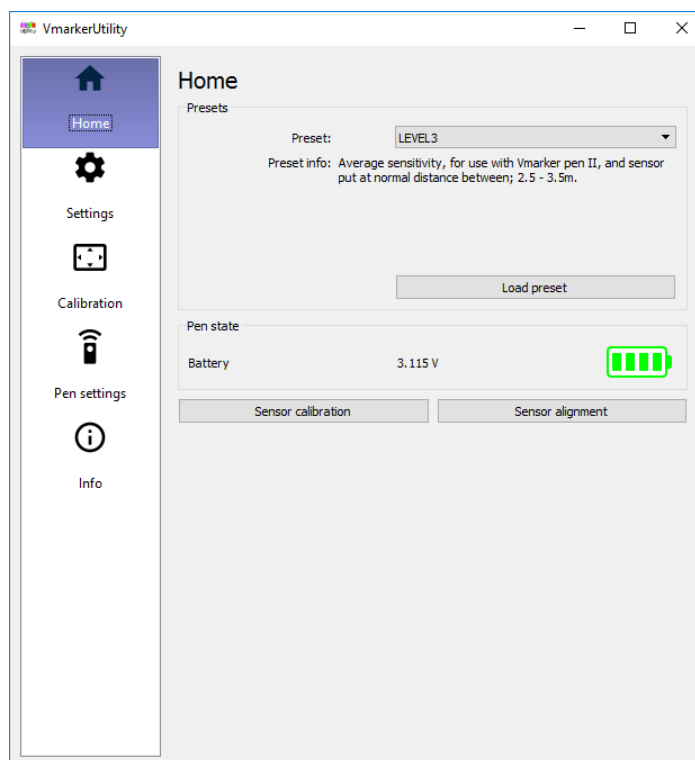 VmarkerUtility
Home
Settings
Calibration
Pen settings
Info
Home
Presets
Preset: LEVEL3
Preset info: Average sensitivity, for use with Vmarker pen II, and sensor
put at normal distance between; 2.5 - 3.5m.
Load preset
Pen state
Battery 3.115 V
Sensor calibration Sensor alignment